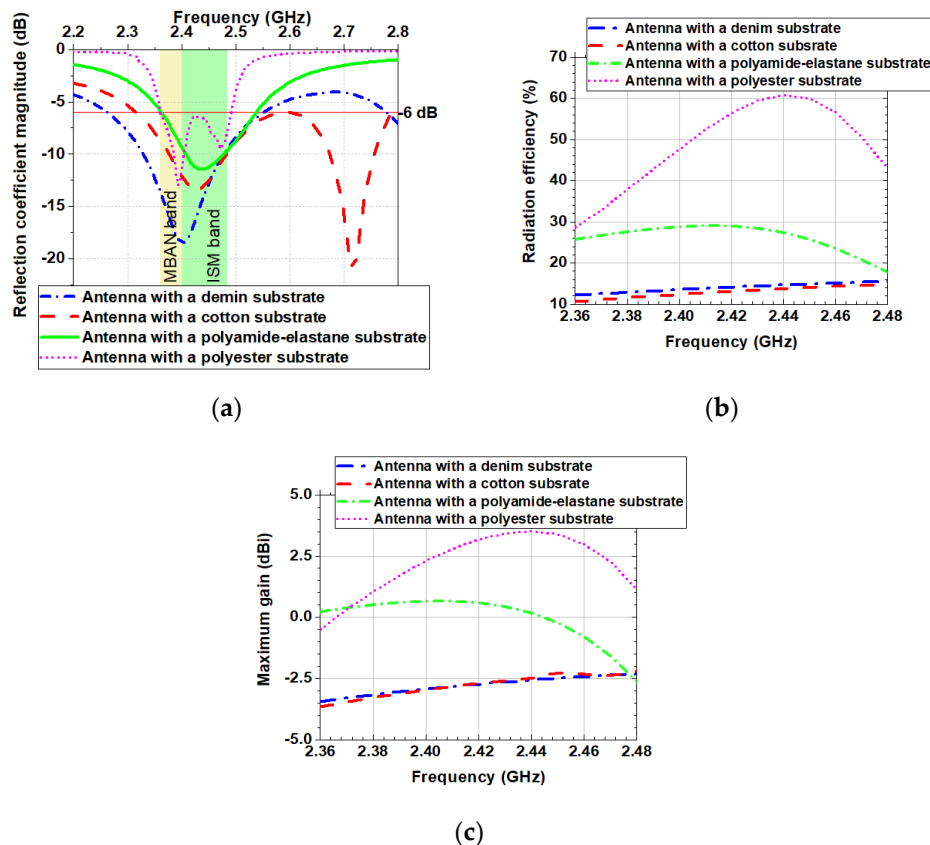 Frequency (GHz)
2.2 2.3 2.4 2.5 2.6 2.7 2.8
Reflection coefficient magnitude (dB)
0
-5
-10
-15
-20
-6 dB
MBAN band
ISM band
Antenna with a demin substrate
Antenna with a cotton substrate
Antenna with a polyamide-elastane substrate
Antenna with a polyester substrate
(a)
Antenna with a denim substrate
Antenna with a cotton subsrate
Antenna with a polyamide-elastane substrate
Antenna with a polyester substrate
Radiation efficiency (%)
70
60
50
40
30
20
10
2.36 2.38 2.40 2.42 2.44 2.46 2.48
Frequency (GHz)
(b)
Antenna with a denim substrate
Antenna with a cotton subsrate
Antenna with a polyamide-elastane substrate
Antenna with a polyester substrate
Maximum gain (dBi)
5.0
2.5
0.0
-2.5
-5.0
2.36 2.38 2.40 2.42 2.44 2.46 2.48
Frequency (GHz)
(c)